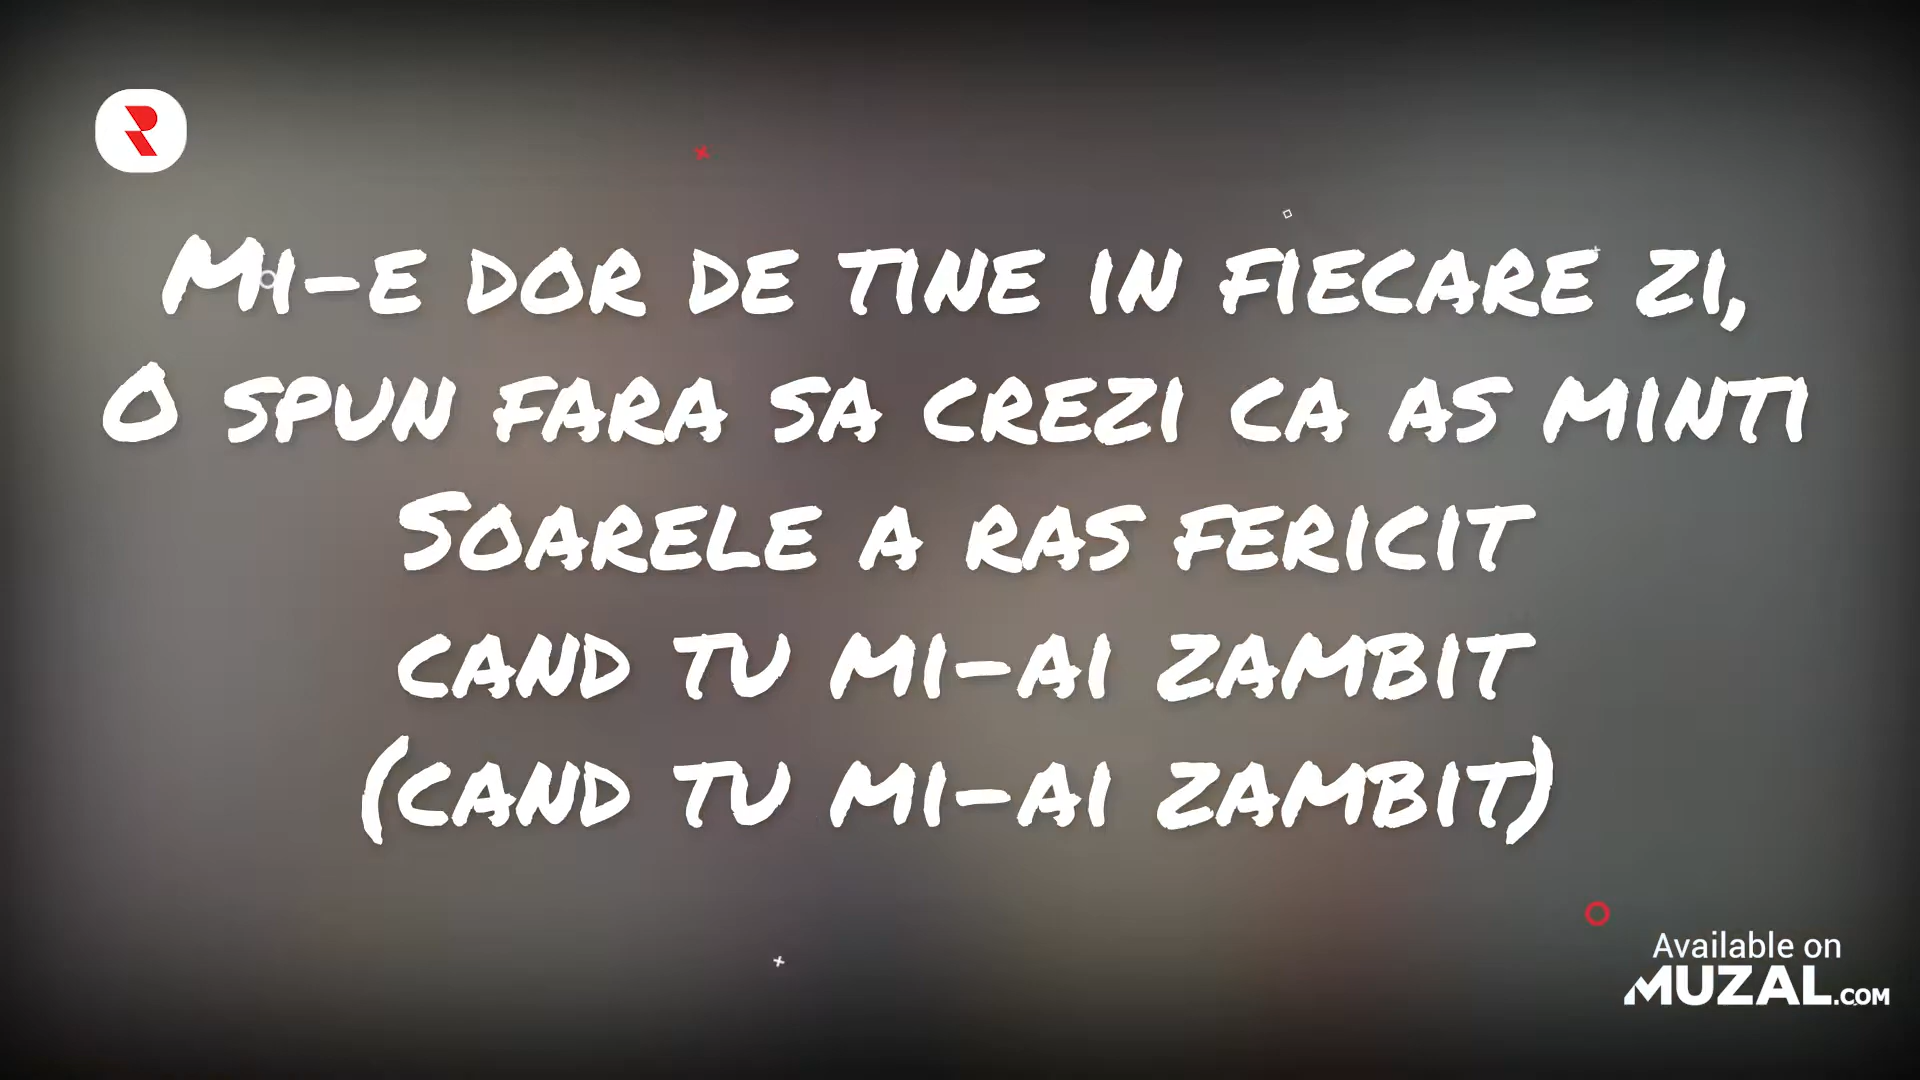 Mi-e dor de tine in fiecare zi,
O spun fara sa crezi ca as minti
Soarele a ras fericit
cand tu mi-ai zambit
(cand tu mi-ai zambit)
Available on
MUZAL.COM